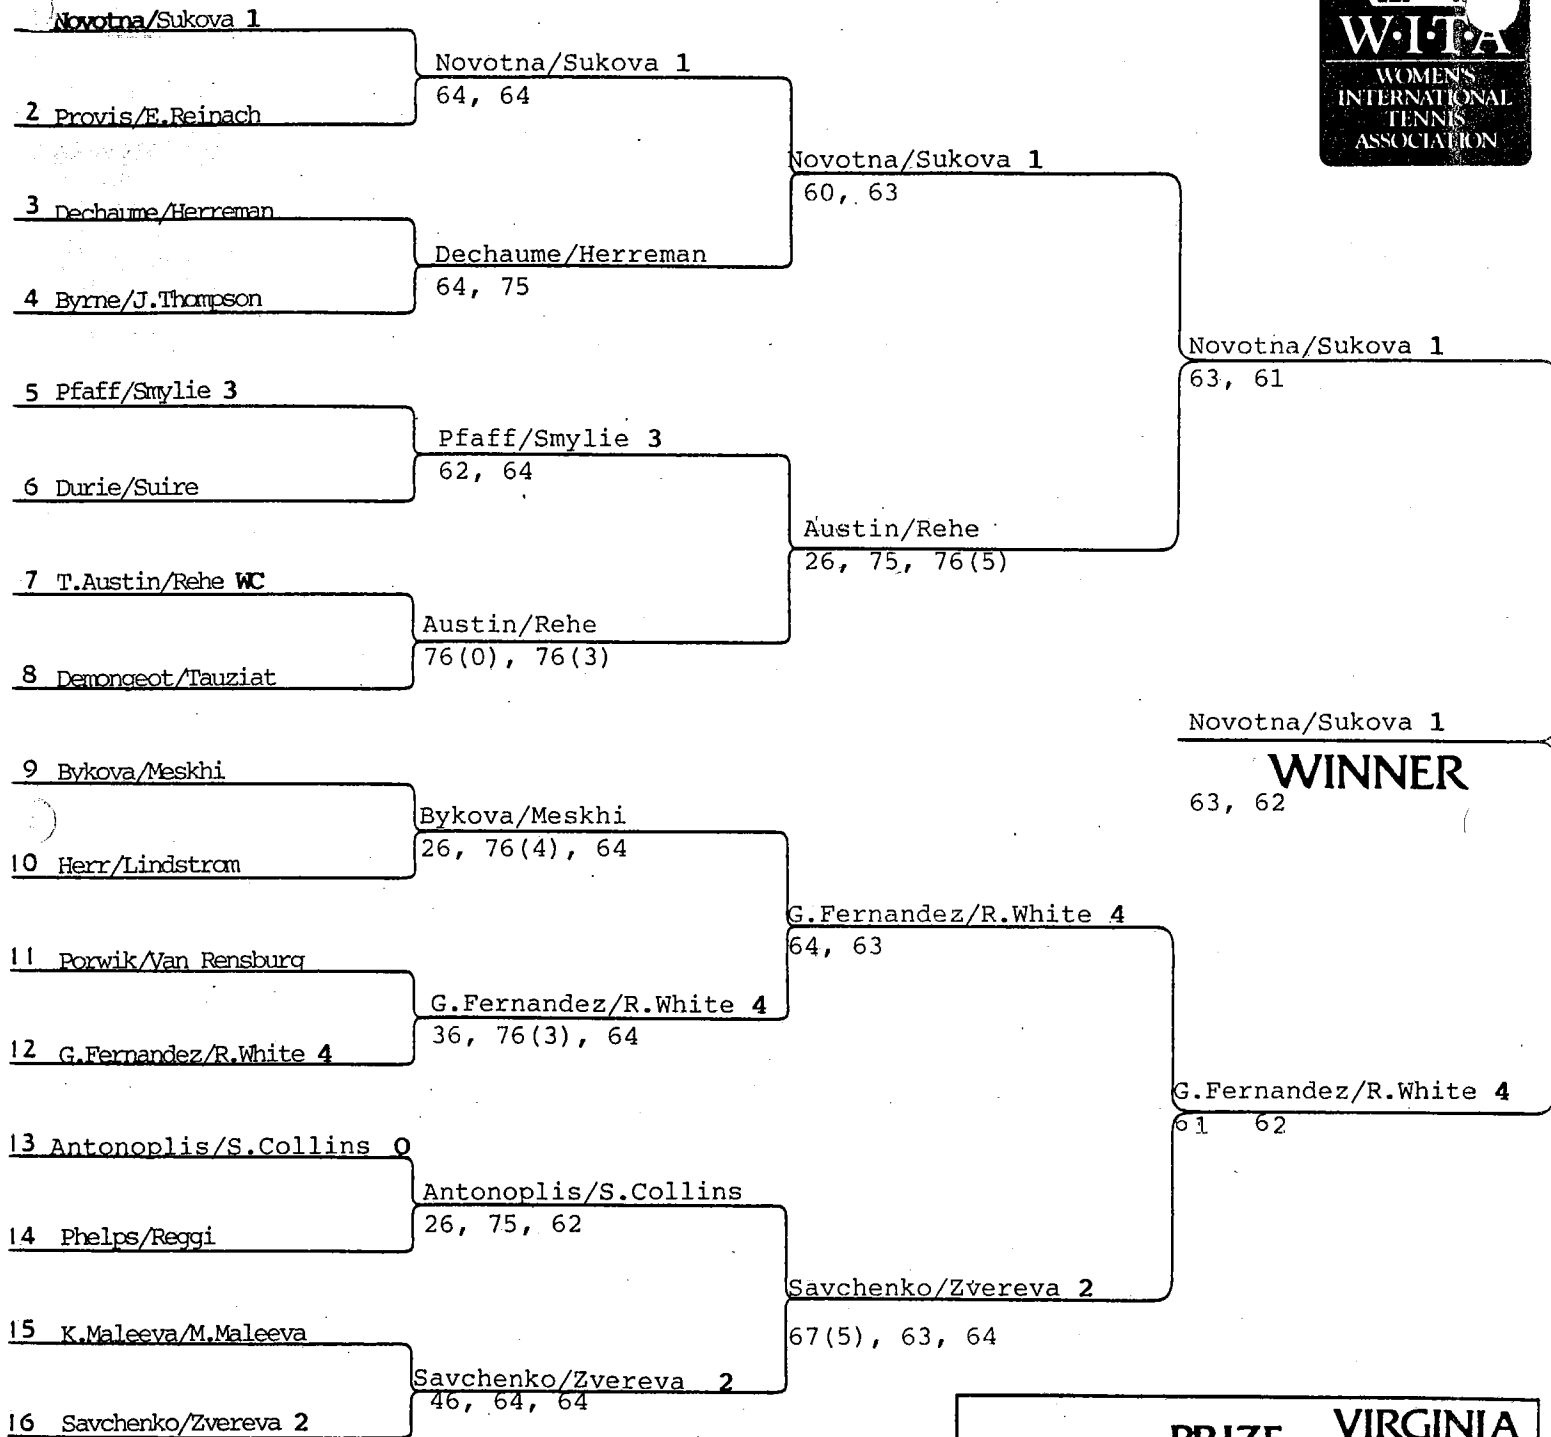 Novotna/Sukova 1
2 Provis/E.Reinach
3 Dechaume/Herreman
4 Byrne/J.Thompson
5 Pfaff/Smylie 3
6 Durie/Suire
7 T.Austin/Rehe WC
8 Demongeot/Tauziat
9 Bykova/Meskhi
10 Herr/Lindstrom
11 Porwik/Van Rensburg
12 G.Fernandez/R.White 4
13 Antonoplis/S.Collins Q
14 Phelps/Reggi
15 K.Maleeva/M.Maleeva
16 Savchenko/Zvereva 2
Novotna/Sukova 1
64, 64
Dechaume/Herreman
64, 75
Pfaff/Smylie 3
62, 64
Austin/Rehe
76(0), 76(3)
Bykova/Meskhi
26, 76(4), 64
G.Fernandez/R.White 4
36, 76(3), 64
Antonoplis/S.Collins
26, 75, 62
Savchenko/Zvereva 2
46, 64, 64
Novotna/Sukova 1
60, 63
Austin/Rehe
26, 75, 76(5)
G.Fernandez/R.White 4
64, 63
Savchenko/Zvereva 2
67(5), 63, 64
Novotna/Sukova 1
63, 61
G.Fernandez/R.White 4
61 62
Novotna/Sukova 1
WINNER
63, 62
W·I·T·A
WOMEN'S
INTERNATIONAL
TENNIS
ASSOCIATION
PRIZE
VIRGINIA